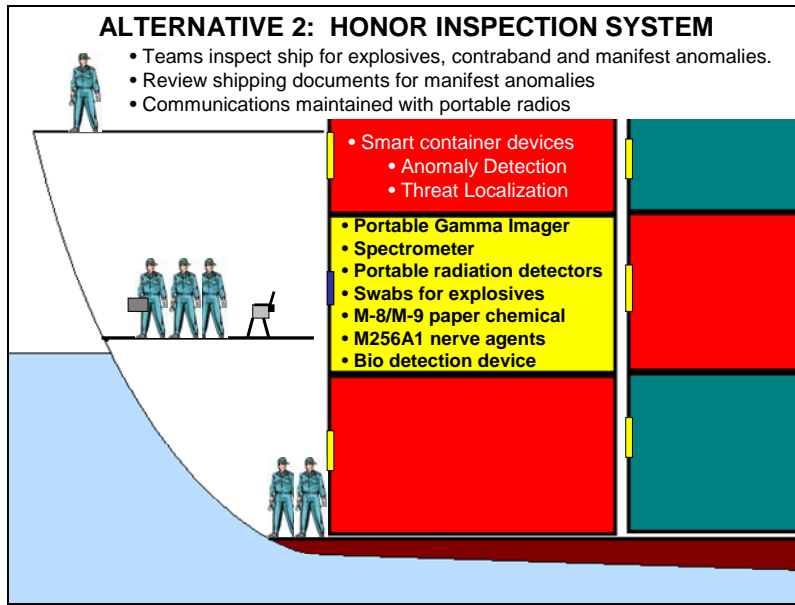 ALTERNATIVE 2: HONOR INSPECTION SYSTEM
• Teams inspect ship for explosives, contraband and manifest anomalies.
• Review shipping documents for manifest anomalies
• Communications maintained with portable radios
• Smart container devices
• Anomaly Detection
• Threat Localization
• Portable Gamma Imager
• Spectrometer
• Portable radiation detectors
• Swabs for explosives
• M-8/M-9 paper chemical
• M256A1 nerve agents
• Bio detection device